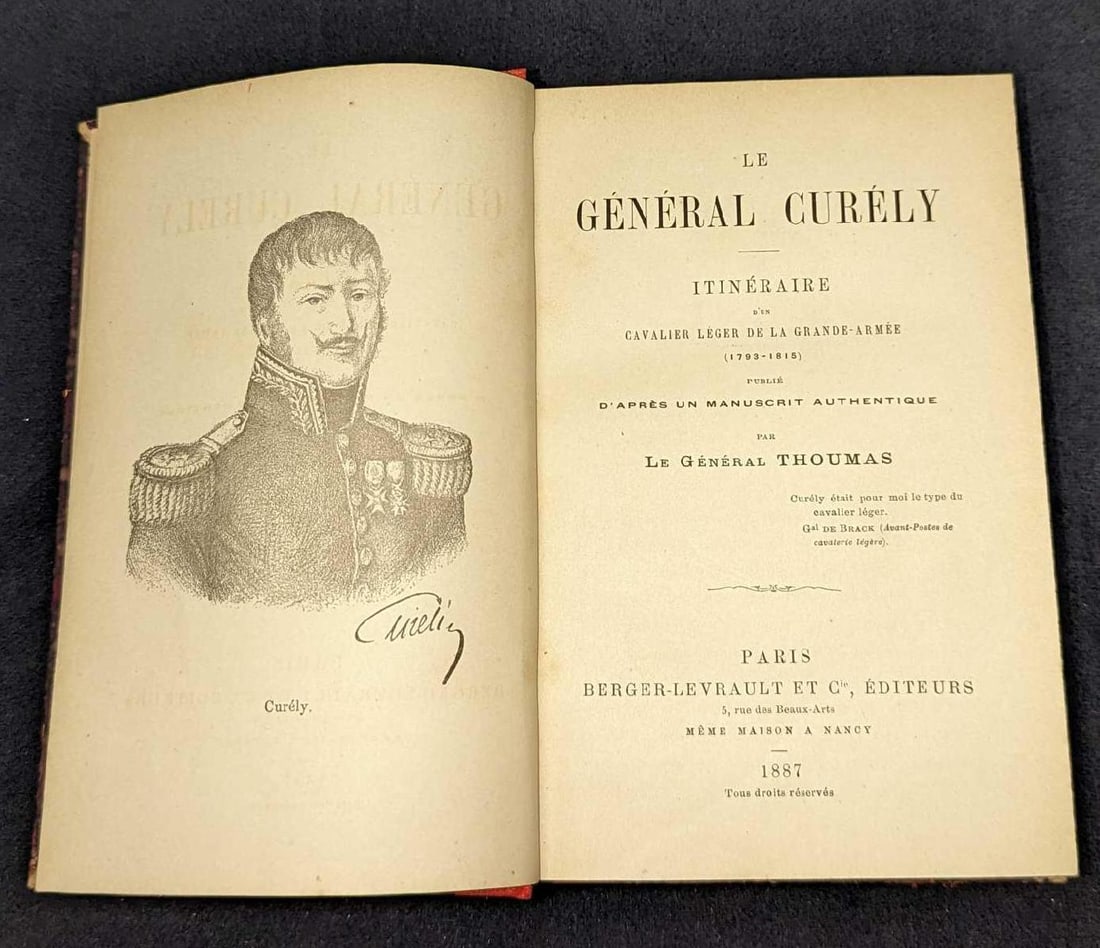 Curély
Curély.
LE
GÉNÉRAL CURÉLY
ITINÉRAIRE
D'UN
CAVALIER LÉGER DE LA GRANDE-ARMÉE
(1793-1815)
PUBLIÉ
D'APRÈS UN MANUSCRIT AUTHENTIQUE
PAR
LE GÉNÉRAL THOUMAS
Curély était pour moi le type du
cavalier léger.
Gal DE BRACK (Avant-Postes de
cavalerie légère).
PARIS
BERGER-LEVRAULT ET Cie, ÉDITEURS
5, rue des Beaux-Arts
MÊME MAISON A NANCY
1887
Tous droits réservés